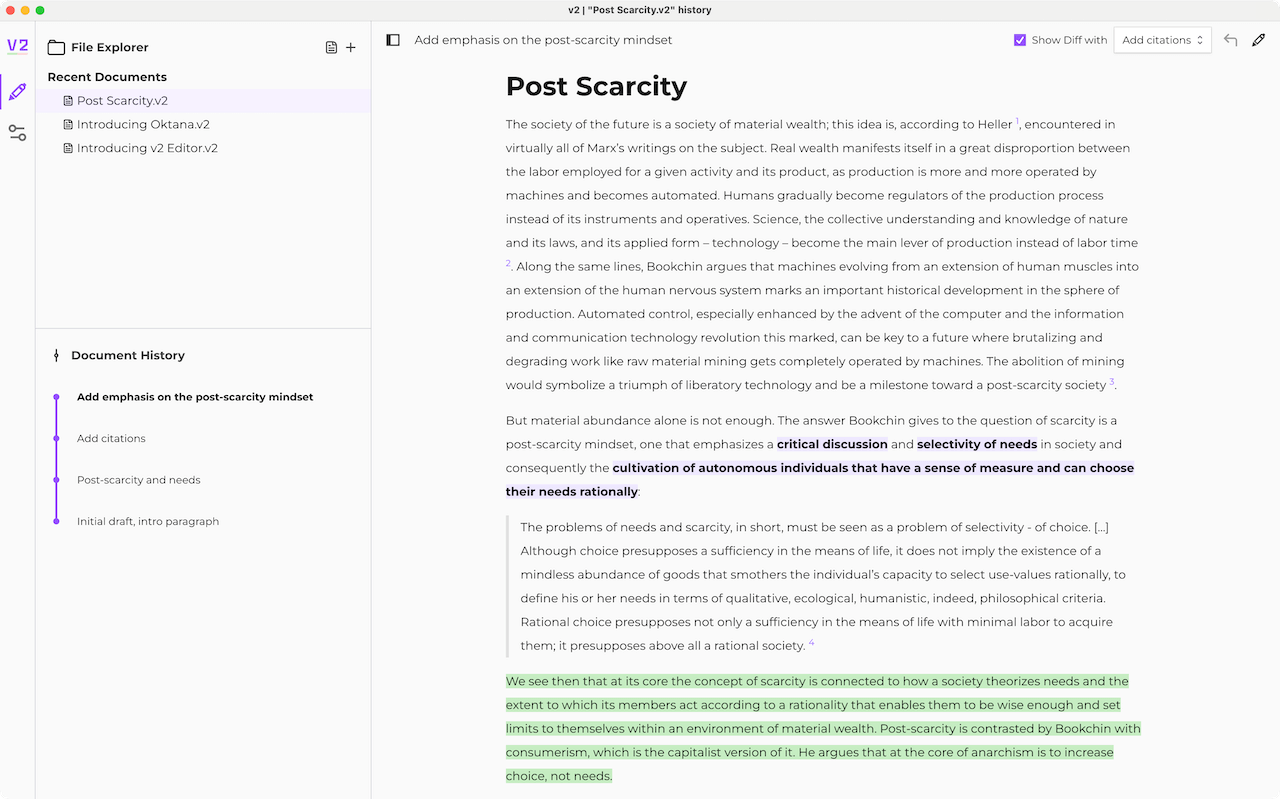 v2 | "Post Scarcity.v2" history
V2
File Explorer
Recent Documents
Post Scarcity.v2
Introducing Oktana.v2
Introducing v2 Editor.v2
Document History
Add emphasis on the post-scarcity mindset
Add citations
Post-scarcity and needs
Initial draft, intro paragraph
Add emphasis on the post-scarcity mindset
Show Diff with
Add citations
Post Scarcity
The society of the future is a society of material wealth; this idea is, according to Heller 1, encountered in
virtually all of Marx’s writings on the subject. Real wealth manifests itself in a great disproportion between
the labor employed for a given activity and its product, as production is more and more operated by
machines and becomes automated. Humans gradually become regulators of the production process
instead of its instruments and operatives. Science, the collective understanding and knowledge of nature
and its laws, and its applied form – technology – become the main lever of production instead of labor time
2. Along the same lines, Bookchin argues that machines evolving from an extension of human muscles into
an extension of the human nervous system marks an important historical development in the sphere of
production. Automated control, especially enhanced by the advent of the computer and the information
and communication technology revolution this marked, can be key to a future where brutalizing and
degrading work like raw material mining gets completely operated by machines. The abolition of mining
would symbolize a triumph of liberatory technology and be a milestone toward a post-scarcity society 3.
But material abundance alone is not enough. The answer Bookchin gives to the question of scarcity is a
post-scarcity mindset, one that emphasizes a critical discussion and selectivity of needs in society and
consequently the cultivation of autonomous individuals that have a sense of measure and can choose
their needs rationally:
The problems of needs and scarcity, in short, must be seen as a problem of selectivity - of choice. [...]
Although choice presupposes a sufficiency in the means of life, it does not imply the existence of a
mindless abundance of goods that smothers the individual’s capacity to select use-values rationally, to
define his or her needs in terms of qualitative, ecological, humanistic, indeed, philosophical criteria.
Rational choice presupposes not only a sufficiency in the means of life with minimal labor to acquire
them; it presupposes above all a rational society. 4
We see then that at its core the concept of scarcity is connected to how a society theorizes needs and the
extent to which its members act according to a rationality that enables them to be wise enough and set
limits to themselves within an environment of material wealth. Post-scarcity is contrasted by Bookchin with
consumerism, which is the capitalist version of it. He argues that at the core of anarchism is to increase
choice, not needs.